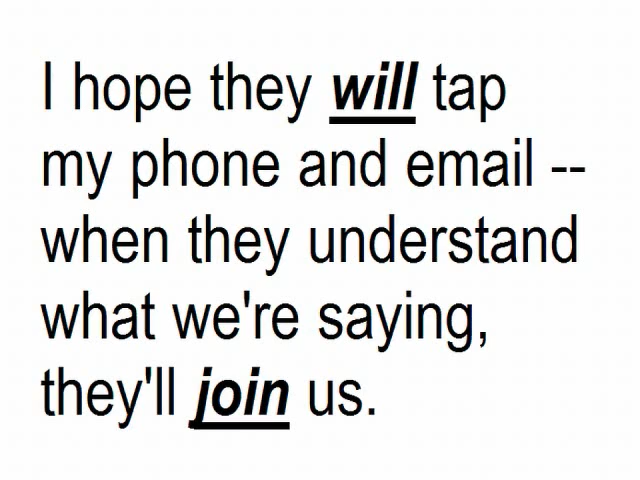 I hope they will tap
my phone and email --
when they understand
what we're saying,
they'll join us.